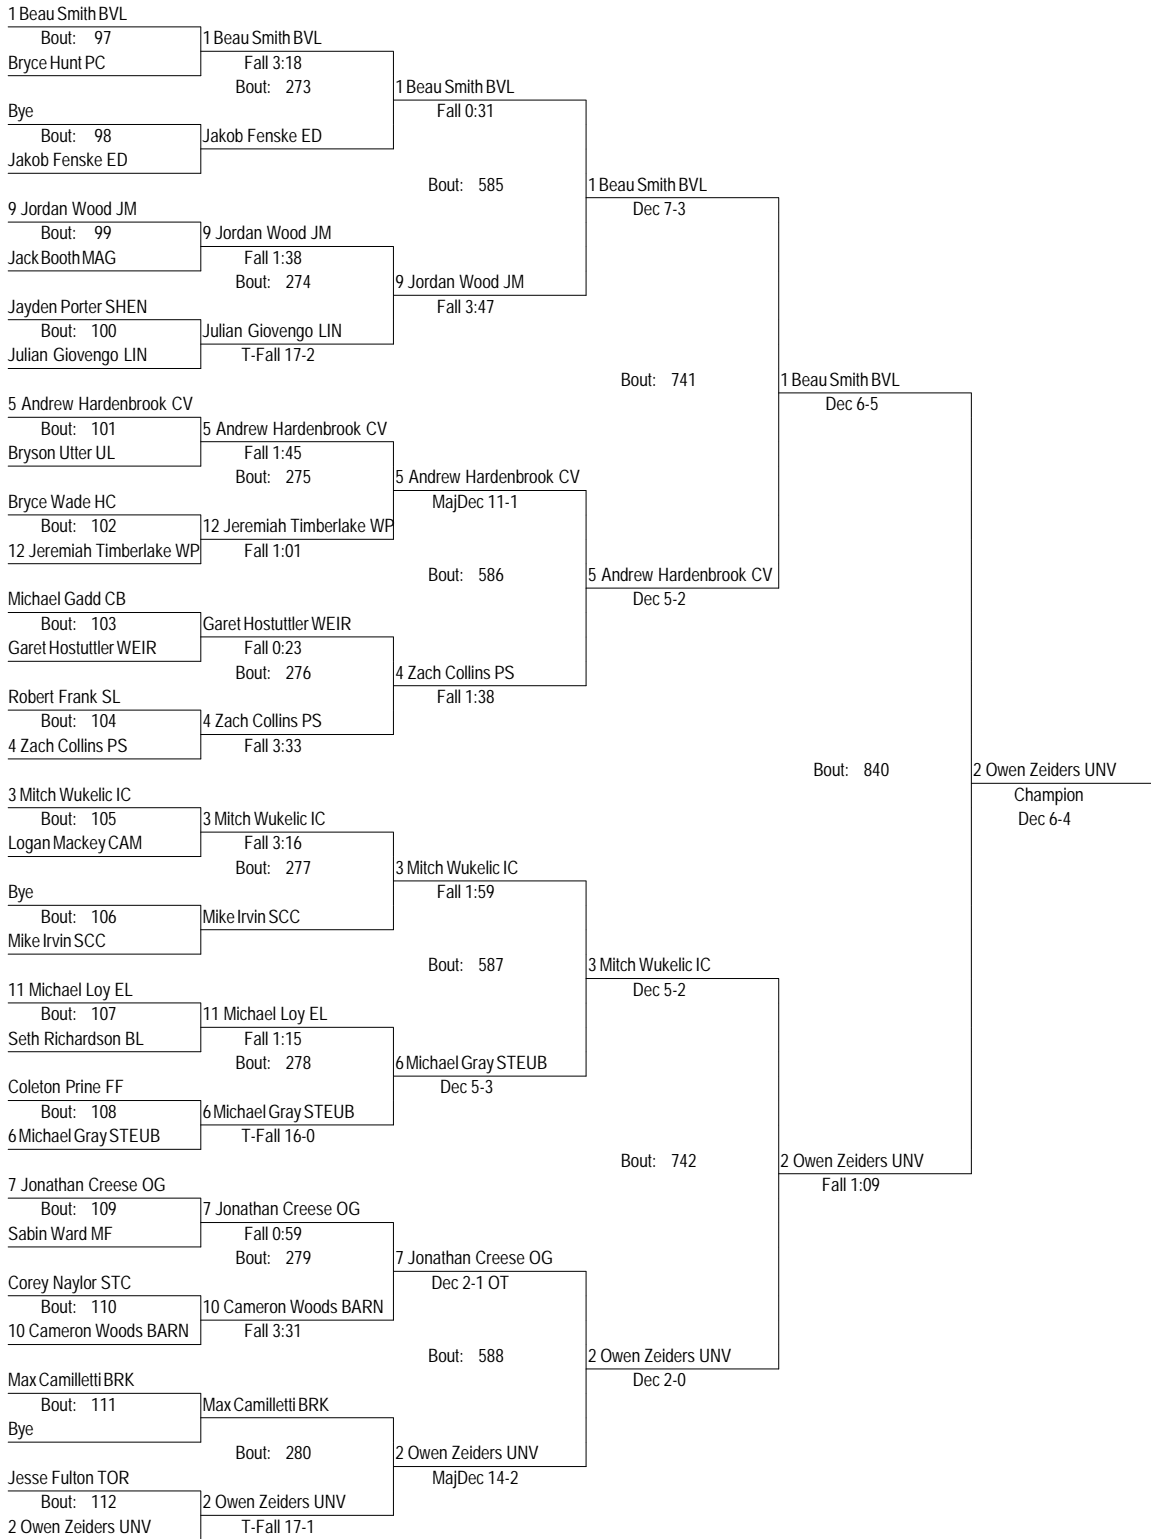 1 Beau Smith BVL
Bout: 97
1 Beau Smith BVL
Bryce Hunt PC
Fall 3:18
Bout: 273
1 Beau Smith BVL
Bye
Fall 0:31
Bout: 98
Jakob Fenske ED
Jakob Fenske ED
Bout: 585
1 Beau Smith BVL
9 Jordan Wood JM
Dec 7-3
Bout: 99
9 Jordan Wood JM
Jack Booth MAG
Fall 1:38
Bout: 274
9 Jordan Wood JM
Jayden Porter SHEN
Fall 3:47
Bout: 100
Julian Giovengo LIN
Julian Giovengo LIN
T-Fall 17-2
Bout: 741
1 Beau Smith BVL
5 Andrew Hardenbrook CV
Dec 6-5
Bout: 101
5 Andrew Hardenbrook CV
Bryson Utter UL
Fall 1:45
Bout: 275
5 Andrew Hardenbrook CV
Bryce Wade HC
MajDec 11-1
Bout: 102
12 Jeremiah Timberlake WP
12 Jeremiah Timberlake WP
Fall 1:01
Bout: 586
5 Andrew Hardenbrook CV
Michael Gadd CB
Dec 5-2
Bout: 103
Garet Hostuttler WEIR
Garet Hostuttler WEIR
Fall 0:23
Bout: 276
4 Zach Collins PS
Robert Frank SL
Fall 1:38
Bout: 104
4 Zach Collins PS
4 Zach Collins PS
Fall 3:33
Bout: 840
2 Owen Zeiders UNV
3 Mitch Wukelic IC
Champion
Bout: 105
3 Mitch Wukelic IC
Dec 6-4
Logan Mackey CAM
Fall 3:16
Bout: 277
3 Mitch Wukelic IC
Bye
Fall 1:59
Bout: 106
Mike Irvin SCC
Mike Irvin SCC
Bout: 587
3 Mitch Wukelic IC
11 Michael Loy EL
Dec 5-2
Bout: 107
11 Michael Loy EL
Seth Richardson BL
Fall 1:15
Bout: 278
6 Michael Gray STEUB
Coleton Prine FF
Dec 5-3
Bout: 108
6 Michael Gray STEUB
6 Michael Gray STEUB
T-Fall 16-0
Bout: 742
2 Owen Zeiders UNV
7 Jonathan Creese OG
Fall 1:09
Bout: 109
7 Jonathan Creese OG
Sabin Ward MF
Fall 0:59
Bout: 279
7 Jonathan Creese OG
Corey Naylor STC
Dec 2-1 OT
Bout: 110
10 Cameron Woods BARN
10 Cameron Woods BARN
Fall 3:31
Bout: 588
2 Owen Zeiders UNV
Max Camilletti BRK
Dec 2-0
Bout: 111
Max Camilletti BRK
Bye
Bout: 280
2 Owen Zeiders UNV
Jesse Fulton TOR
MajDec 14-2
Bout: 112
2 Owen Zeiders UNV
2 Owen Zeiders UNV
T-Fall 17-1